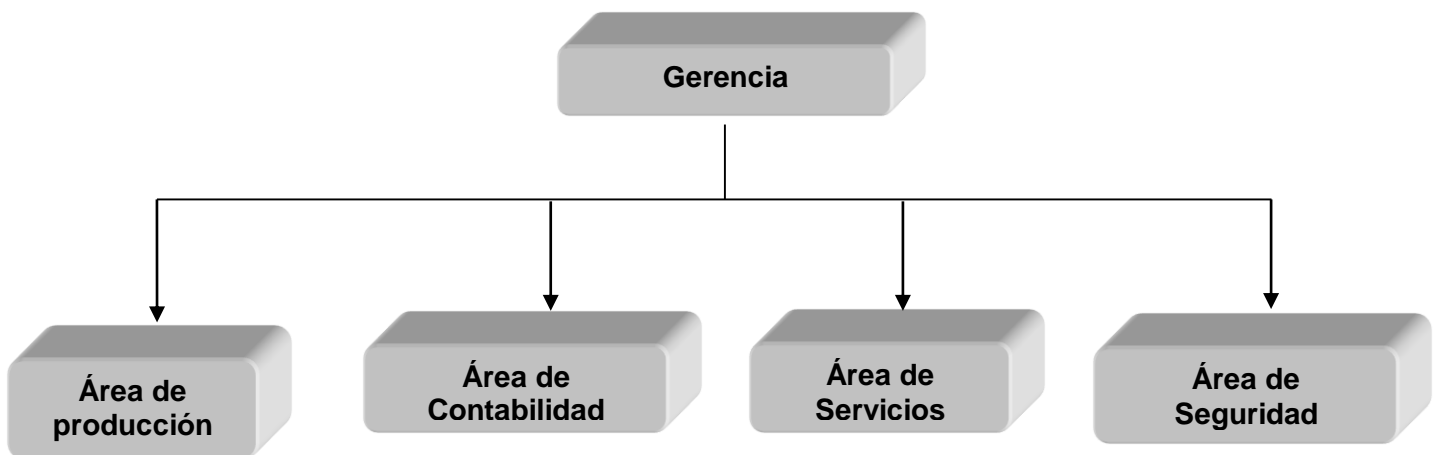 Gerencia
Área de
producción
Área de
Contabilidad
Área de
Servicios
Área de
Seguridad